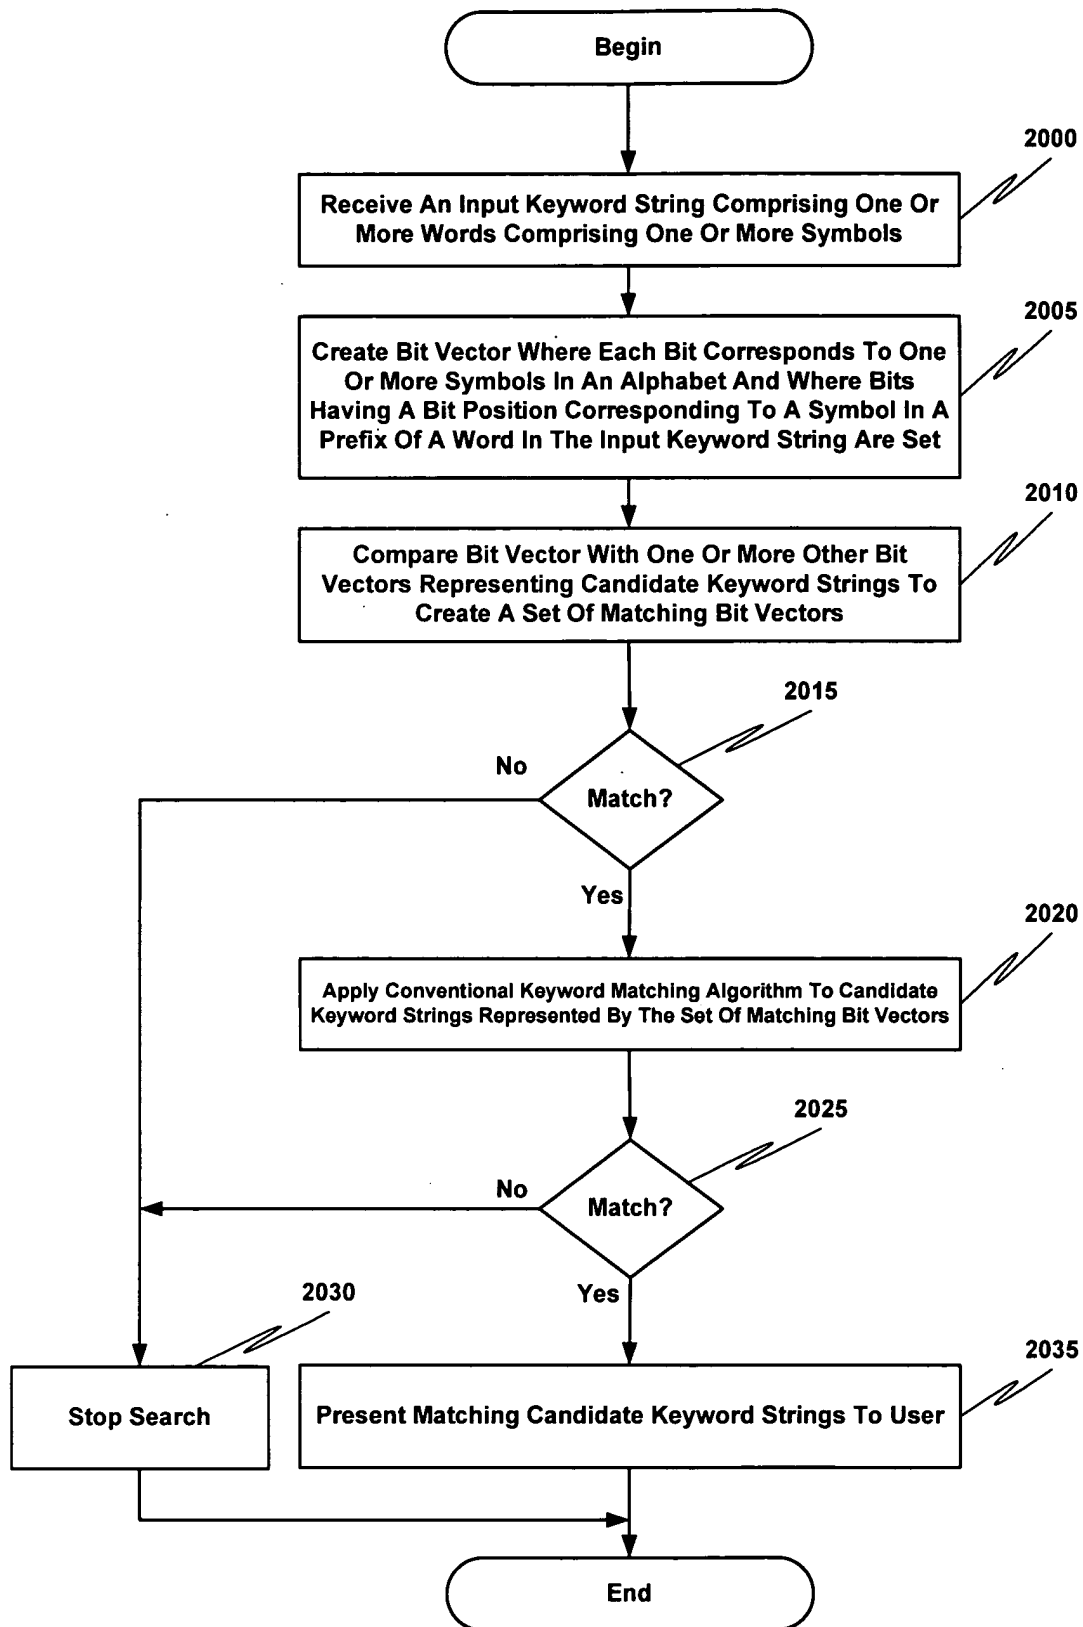 Begin
2000
Receive An Input Keyword String Comprising One Or
More Words Comprising One Or More Symbols
2005
Create Bit Vector Where Each Bit Corresponds To One
Or More Symbols In An Alphabet And Where Bits
Having A Bit Position Corresponding To A Symbol In A
Prefix Of A Word In The Input Keyword String Are Set
2010
Compare Bit Vector With One Or More Other Bit
Vectors Representing Candidate Keyword Strings To
Create A Set Of Matching Bit Vectors
2015
No
Match?
Yes
2020
Apply Conventional Keyword Matching Algorithm To Candidate
Keyword Strings Represented By The Set Of Matching Bit Vectors
2025
No
Match?
Yes
2030
Stop Search
2035
Present Matching Candidate Keyword Strings To User
End